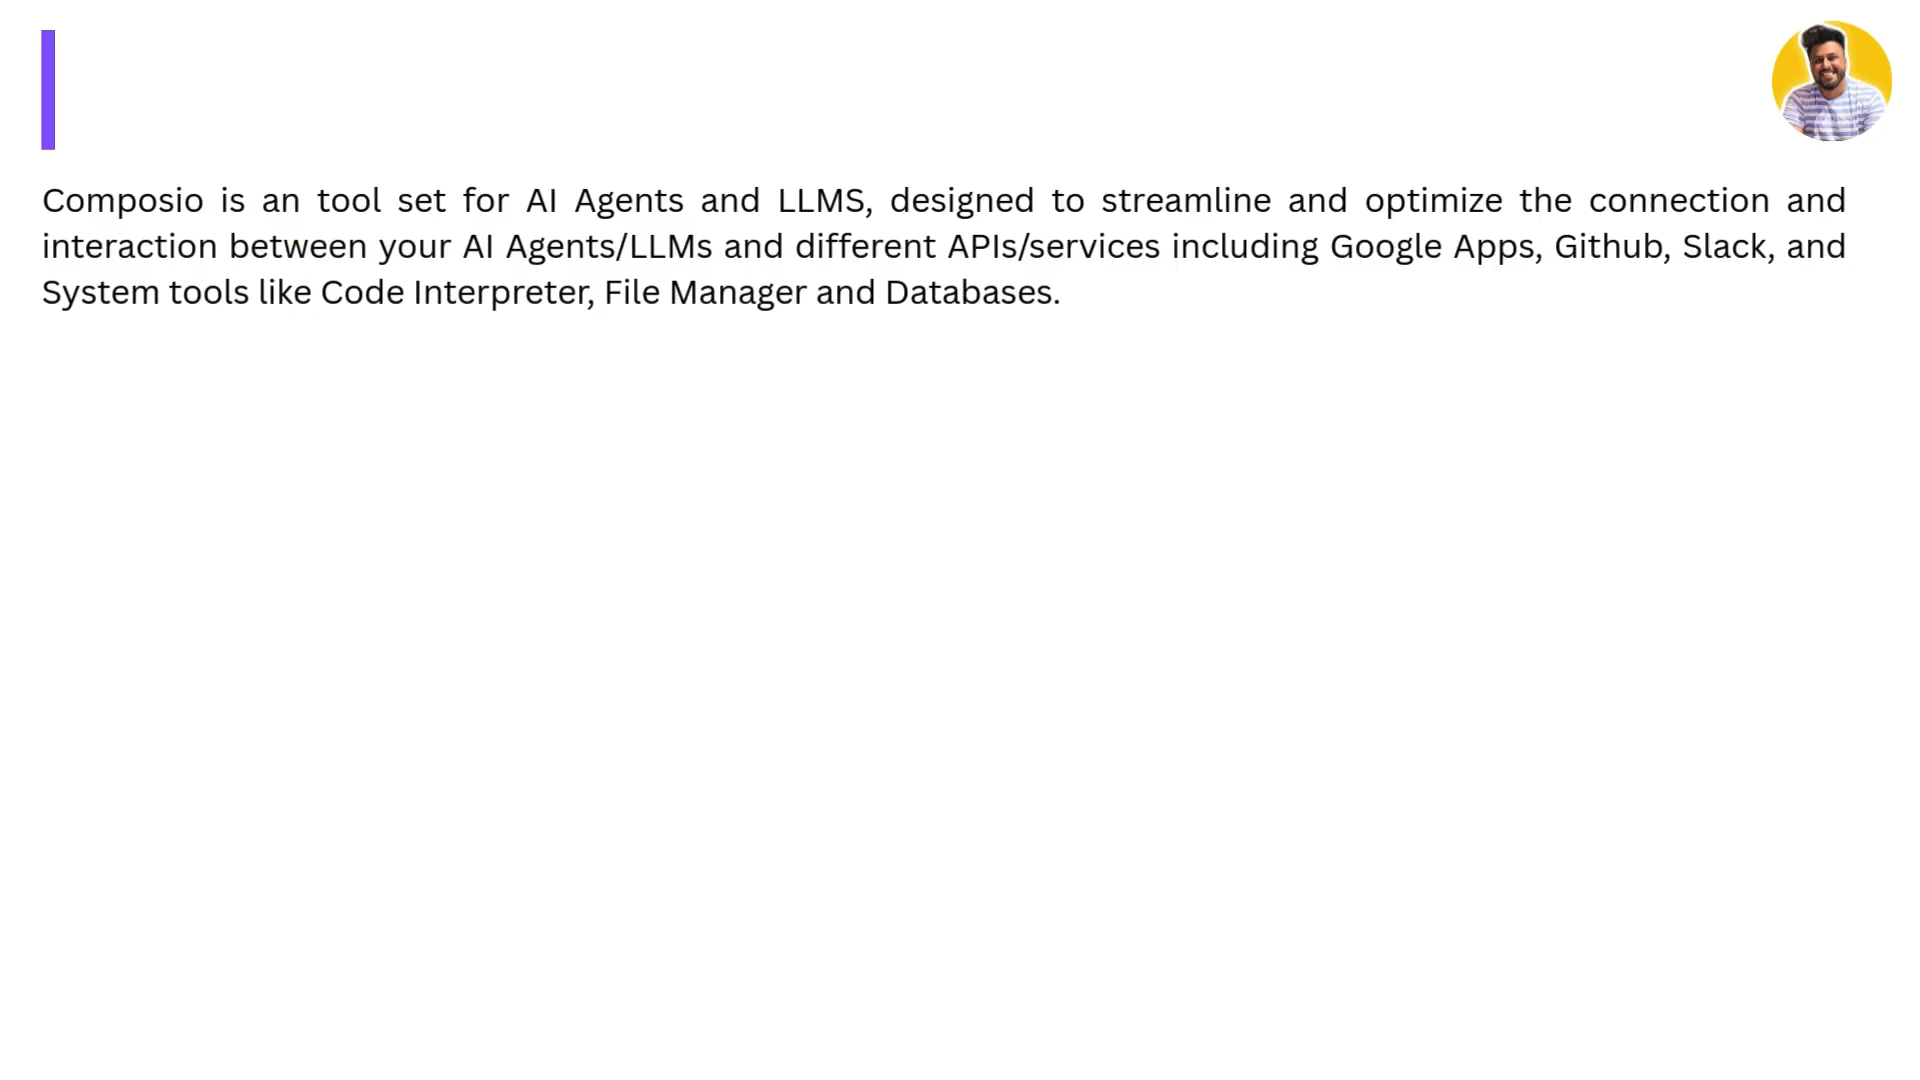 Composio is an tool set for AI Agents and LLMS, designed to streamline and optimize the connection and
interaction between your AI Agents/LLMs and different APIs/services including Google Apps, Github, Slack, and
System tools like Code Interpreter, File Manager and Databases.